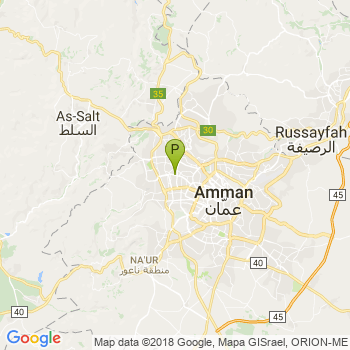 35
As-Salt
السلط
30
Russayfah
الرصيفة
P
Amman
عمان
45
NA'UR
منطقة ناعور
40
40
45
Google
Map data ©2018 Google, Mapa GISrael, ORION-ME